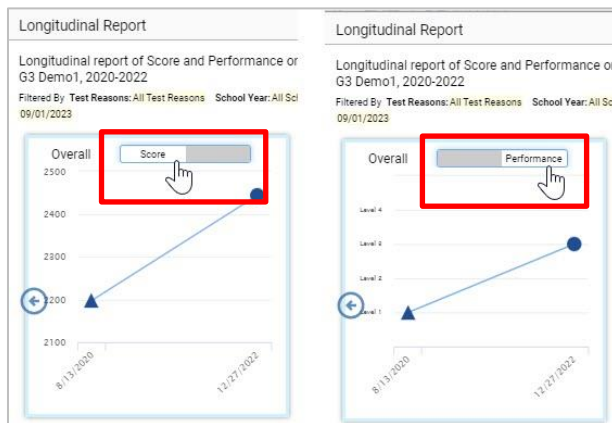 Longitudinal Report
Longitudinal report of Score and Performance or
G3 Demo1, 2020-2022
Filtered By Test Reasons: All Test Reasons School Year: All Scl
09/01/2023
Overall
Score
2500
2400
2300
2200
2100
8/13/2020
12/27/2022
Longitudinal Report
Longitudinal report of Score and Performance o
G3 Demo1, 2020-2022
Filtered By Test Reasons: All Test Reasons School Year: All Sc
09/01/2023
Overall
Performance
Level 4
Level 3
Level 2
Level 1
8/13/2020
12/27/2022